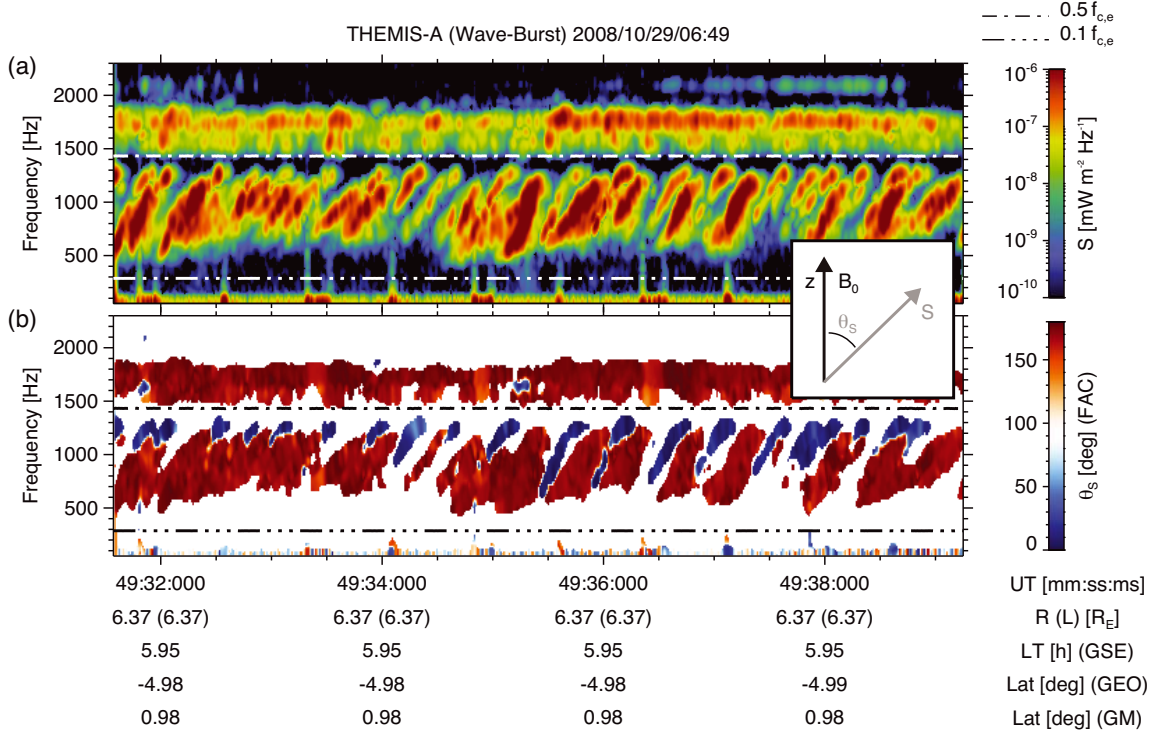 THEMIS-A (Wave-Burst) 2008/10/29/06:49
0.5 f_c,e
0.1 f_c,e
(a)
Frequency [Hz]
2000
1500
1000
500
10⁻⁶
10⁻⁷
10⁻⁸
10⁻⁹
10⁻¹⁰
S [mW m⁻² Hz⁻¹]
z
B₀
θ_S
S
(b)
Frequency [Hz]
2000
1500
1000
500
150
100
50
0
θ_S [deg] (FAC)
49:32:000 49:34:000 49:36:000 49:38:000 UT [mm:ss:ms]
6.37 (6.37) 6.37 (6.37) 6.37 (6.37) 6.37 (6.37) R (L) [R_E]
5.95 5.95 5.95 5.95 LT [h] (GSE)
-4.98 -4.98 -4.98 -4.99 Lat [deg] (GEO)
0.98 0.98 0.98 0.98 Lat [deg] (GM)